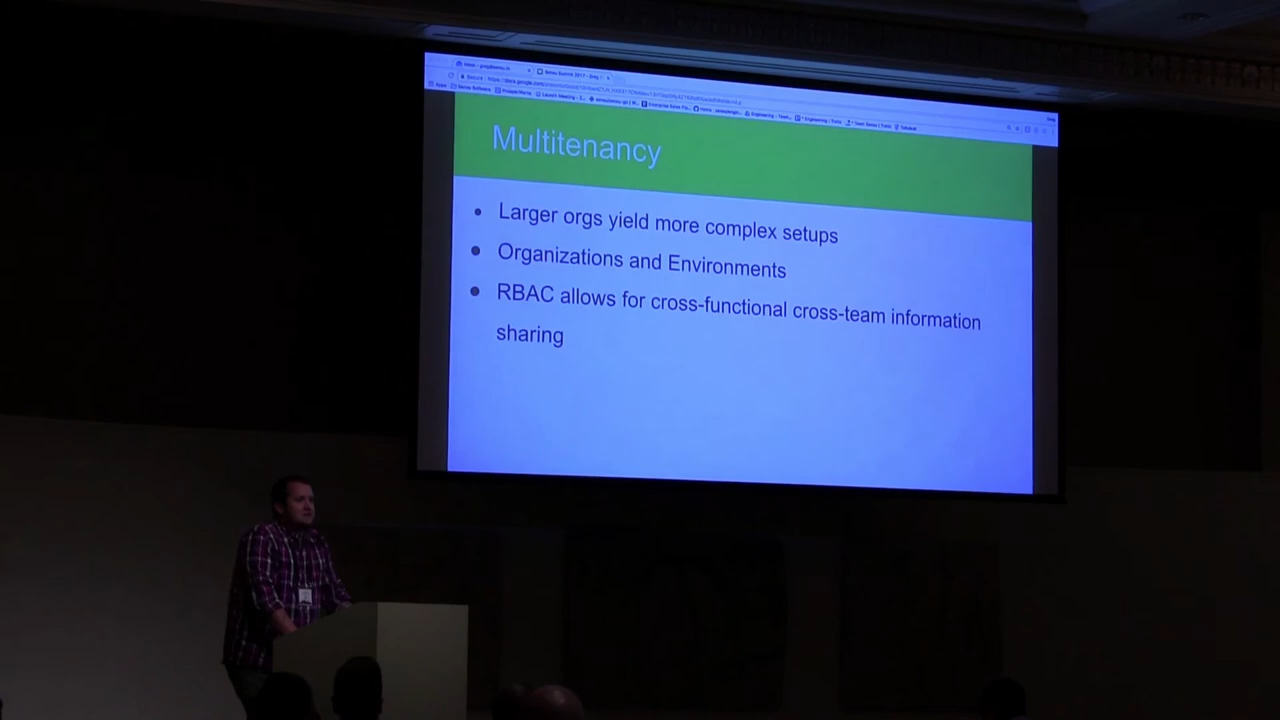 Multitenancy
Larger orgs yield more complex setups
Organizations and Environments
RBAC allows for cross-functional cross-team information
sharing